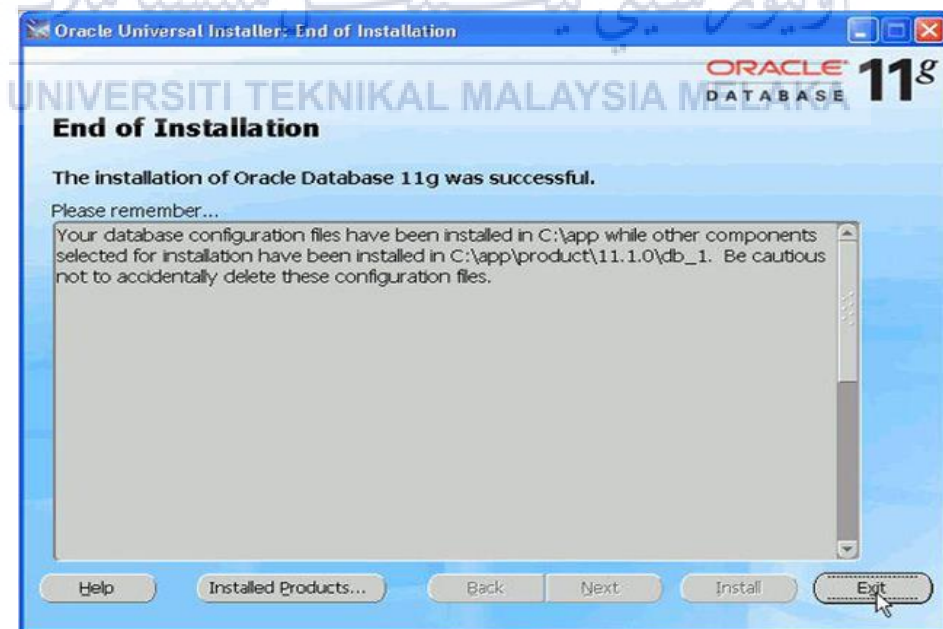 Oracle Universal Installer: End of Installation
ORACLE
DATABASE 11g
UNIVERSITI TEKNIKAL MALAYSIA MELAKA
End of Installation
The installation of Oracle Database 11g was successful.
Please remember...
Your database configuration files have been installed in C:\app while other components
selected for installation have been installed in C:\app\product\11.1.0\db_1. Be cautious
not to accidentally delete these configuration files.
Help Installed Products... Back Next Install Exit